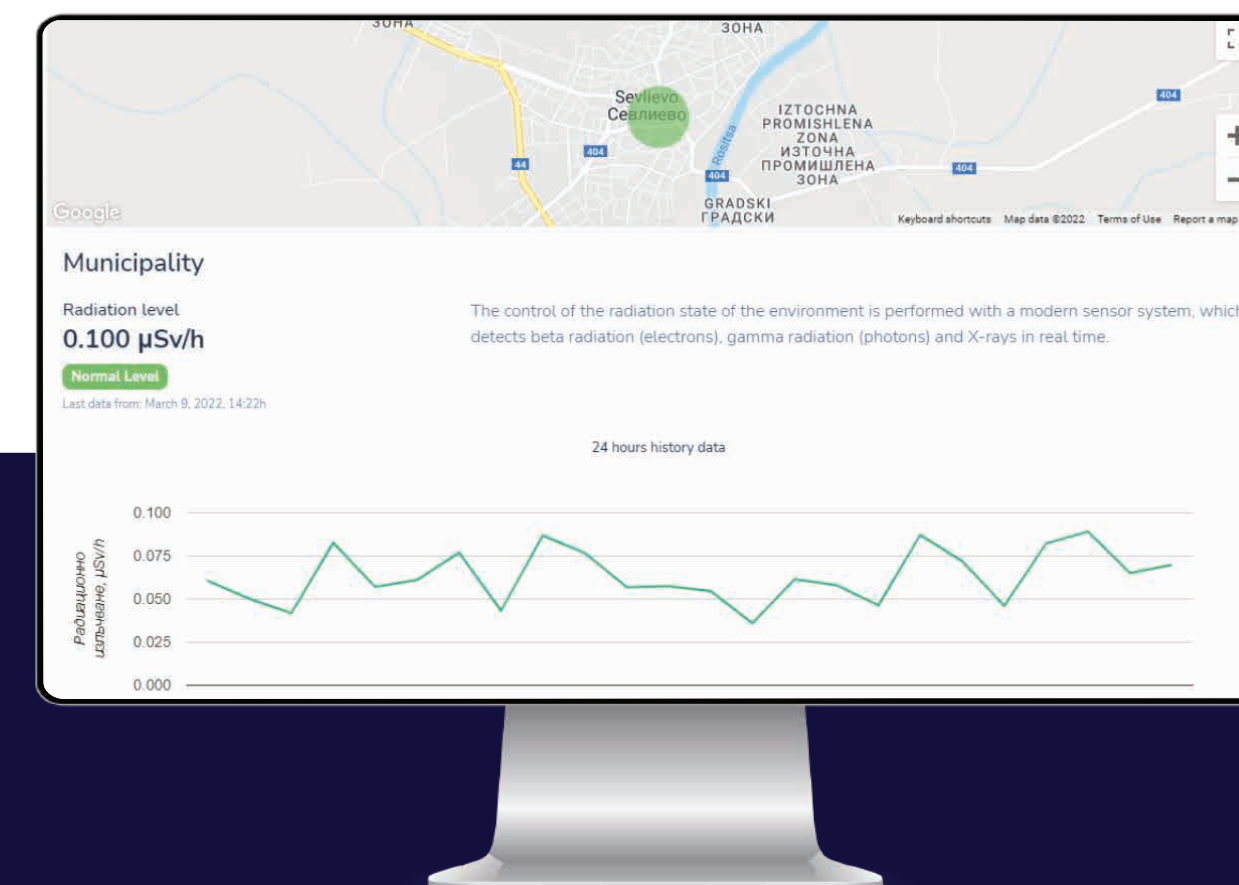 ЗОНА
ЗОНА
Sevlievo
Севлиево
IZTOCHNA
PROMISHLENA
ZONA
ИЗТОЧНА
ПРОМИШЛЕНА
ЗОНА
404
404
44
404
404
Rositsa
GRADSKI
ГРАДСКИ
Google
Keyboard shortcuts Map data ©2022 Terms of Use Report a map
Municipality
Radiation level
0.100 μSv/h
Normal Level
Last data from: March 9, 2022, 14:22h
The control of the radiation state of the environment is performed with a modern sensor system, which
detects beta radiation (electrons), gamma radiation (photons) and X-rays in real time.
24 hours history data
Радиационно
излъчване, μSv/h
0.100
0.075
0.050
0.025
0.000